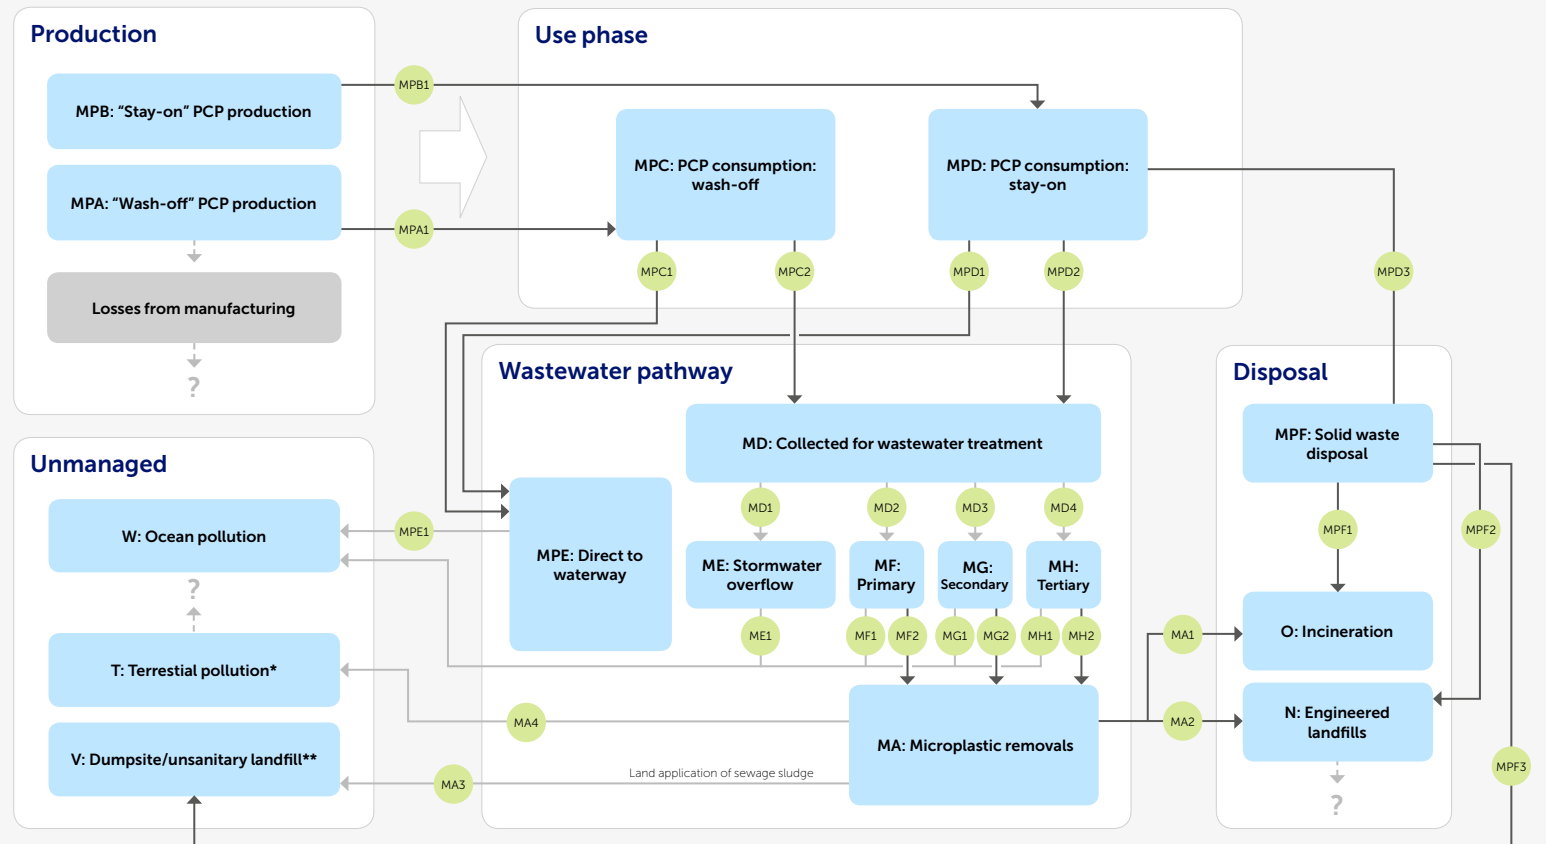 Production
MPB: “Stay-on” PCP production
MPA: “Wash-off” PCP production
Losses from manufacturing
?
MPB1
MPA1
Use phase
MPC: PCP consumption:
wash-off
MPD: PCP consumption:
stay-on
MPC1
MPC2
MPD1
MPD2
MPD3
Unmanaged
W: Ocean pollution
?
T: Terrestial pollution*
V: Dumpsite/unsanitary landfill**
MPE1
MA4
MA3
Wastewater pathway
MD: Collected for wastewater treatment
MPE: Direct to
waterway
MD1
MD2
MD3
MD4
ME: Stormwater
overflow
MF:
Primary
MG:
Secondary
MH:
Tertiary
ME1
MF1
MF2
MG1
MG2
MH1
MH2
MA: Microplastic removals
Land application of sewage sludge
MA1
MA2
Disposal
MPF: Solid waste
disposal
MPF1
MPF2
O: Incineration
N: Engineered
landfills
?
MPF3